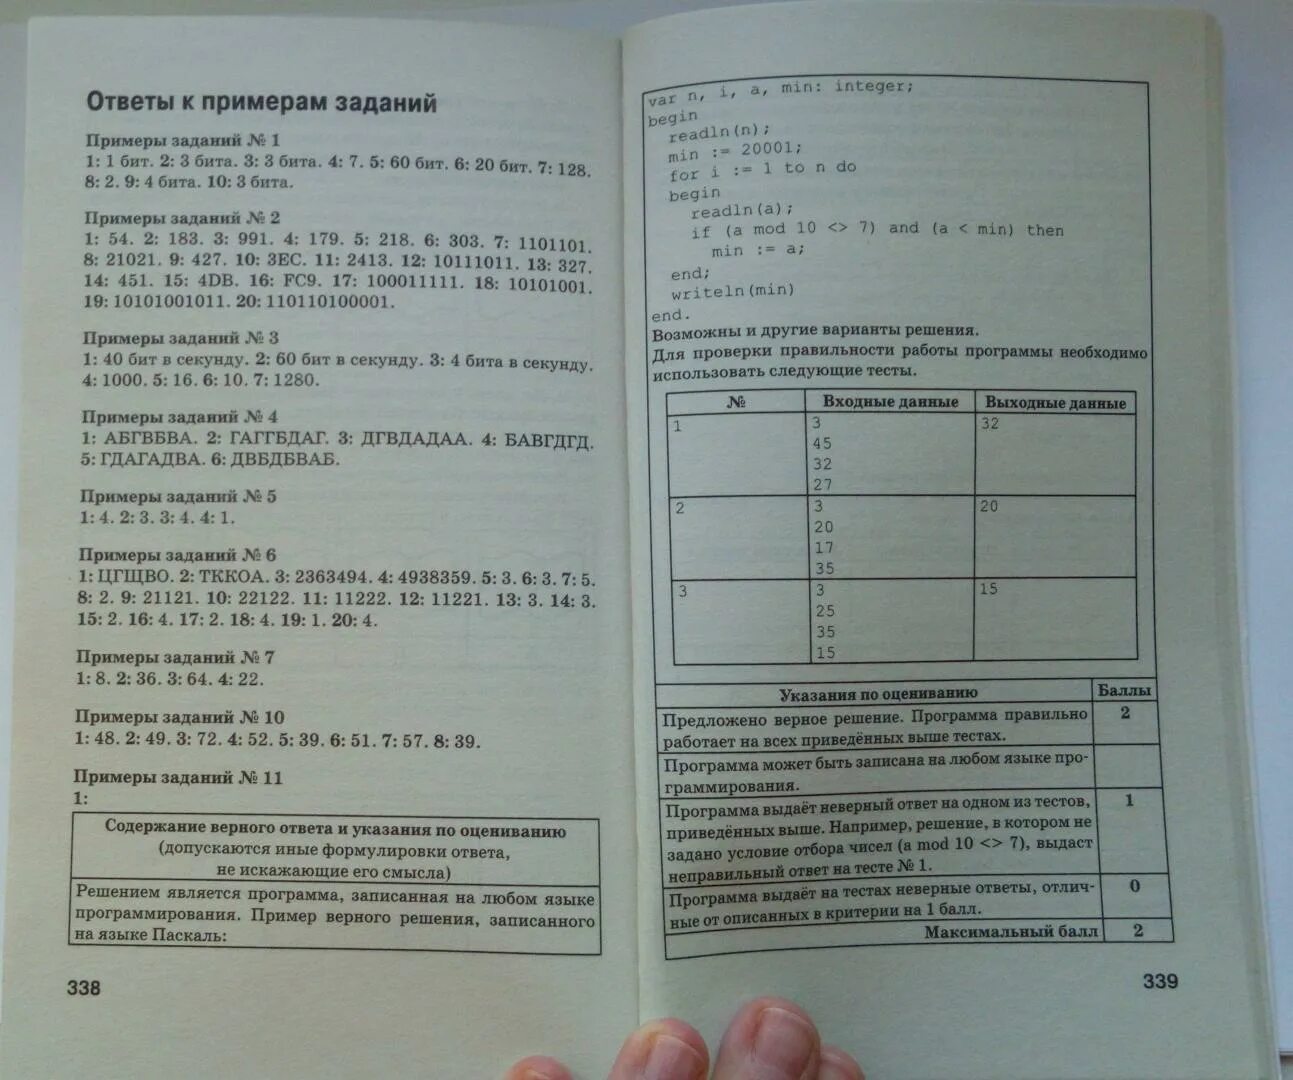 Ответы к примерам заданий
Примеры заданий № 1
1: 1 бит. 2: 3 бита. 3: 3 бита. 4: 7. 5: 60 бит. 6: 20 бит. 7: 128.
8: 2. 9: 4 бита. 10: 3 бита.
Примеры заданий № 2
1: 54. 2: 183. 3: 991. 4: 179. 5: 218. 6: 303. 7: 1101101.
8: 21021. 9: 427. 10: 3EC. 11: 2413. 12: 10111011. 13: 327.
14: 451. 15: 4DB. 16: FC9. 17: 100011111. 18: 10101001.
19: 10101001011. 20: 110110100001.
Примеры заданий № 3
1: 40 бит в секунду. 2: 60 бит в секунду. 3: 4 бита в секунду.
4: 1000. 5: 16. 6: 10. 7: 1280.
Примеры заданий № 4
1: АБГВБВА. 2: ГАГГБДАГ. 3: ДГВДАДАА. 4: БАВГДГД.
5: ГДАГАДВА. 6: ДВБДБВАБ.
Примеры заданий № 5
1: 4. 2: 3. 3: 4. 4: 1.
Примеры заданий № 6
1: ЦГЩВО. 2: ТККОА. 3: 2363494. 4: 4938359. 5: 3. 6: 3. 7: 5.
8: 2. 9: 21121. 10: 22122. 11: 11222. 12: 11221. 13: 3. 14: 3.
15: 2. 16: 4. 17: 2. 18: 4. 19: 1. 20: 4.
Примеры заданий № 7
1: 8. 2: 36. 3: 64. 4: 22.
Примеры заданий № 10
1: 48. 2: 49. 3: 72. 4: 52. 5: 39. 6: 51. 7: 57. 8: 39.
Примеры заданий № 11
1:
Содержание верного ответа и указания по оцениванию
(допускаются иные формулировки ответа,
не искажающие его смысла)
Решением является программа, записанная на любом языке
программирования. Пример верного решения, записанного
на языке Паскаль:
338
var n, i, a, min: integer;
begin
readln(n);
min := 20001;
for i := 1 to n do
begin
readln(a);
if (a mod 10 <> 7) and (a < min) then
min := a;
end;
writeln(min)
end.
Возможны и другие варианты решения.
Для проверки правильности работы программы необходимо
использовать следующие тесты.
№ Входные данные Выходные данные
1 3 32
45
32
27
2 3 20
20
17
35
3 3 15
25
35
15
Указания по оцениванию Баллы
Предложено верное решение. Программа правильно 2
работает на всех приведённых выше тестах.
Программа может быть записана на любом языке про-
граммирования.
Программа выдаёт неверный ответ на одном из тестов, 1
приведённых выше. Например, решение, в котором не
задано условие отбора чисел (a mod 10 <> 7), выдаст
неправильный ответ на тесте № 1.
Программа выдаёт на тестах неверные ответы, отлич- 0
ные от описанных в критерии на 1 балл.
Максимальный балл 2
339